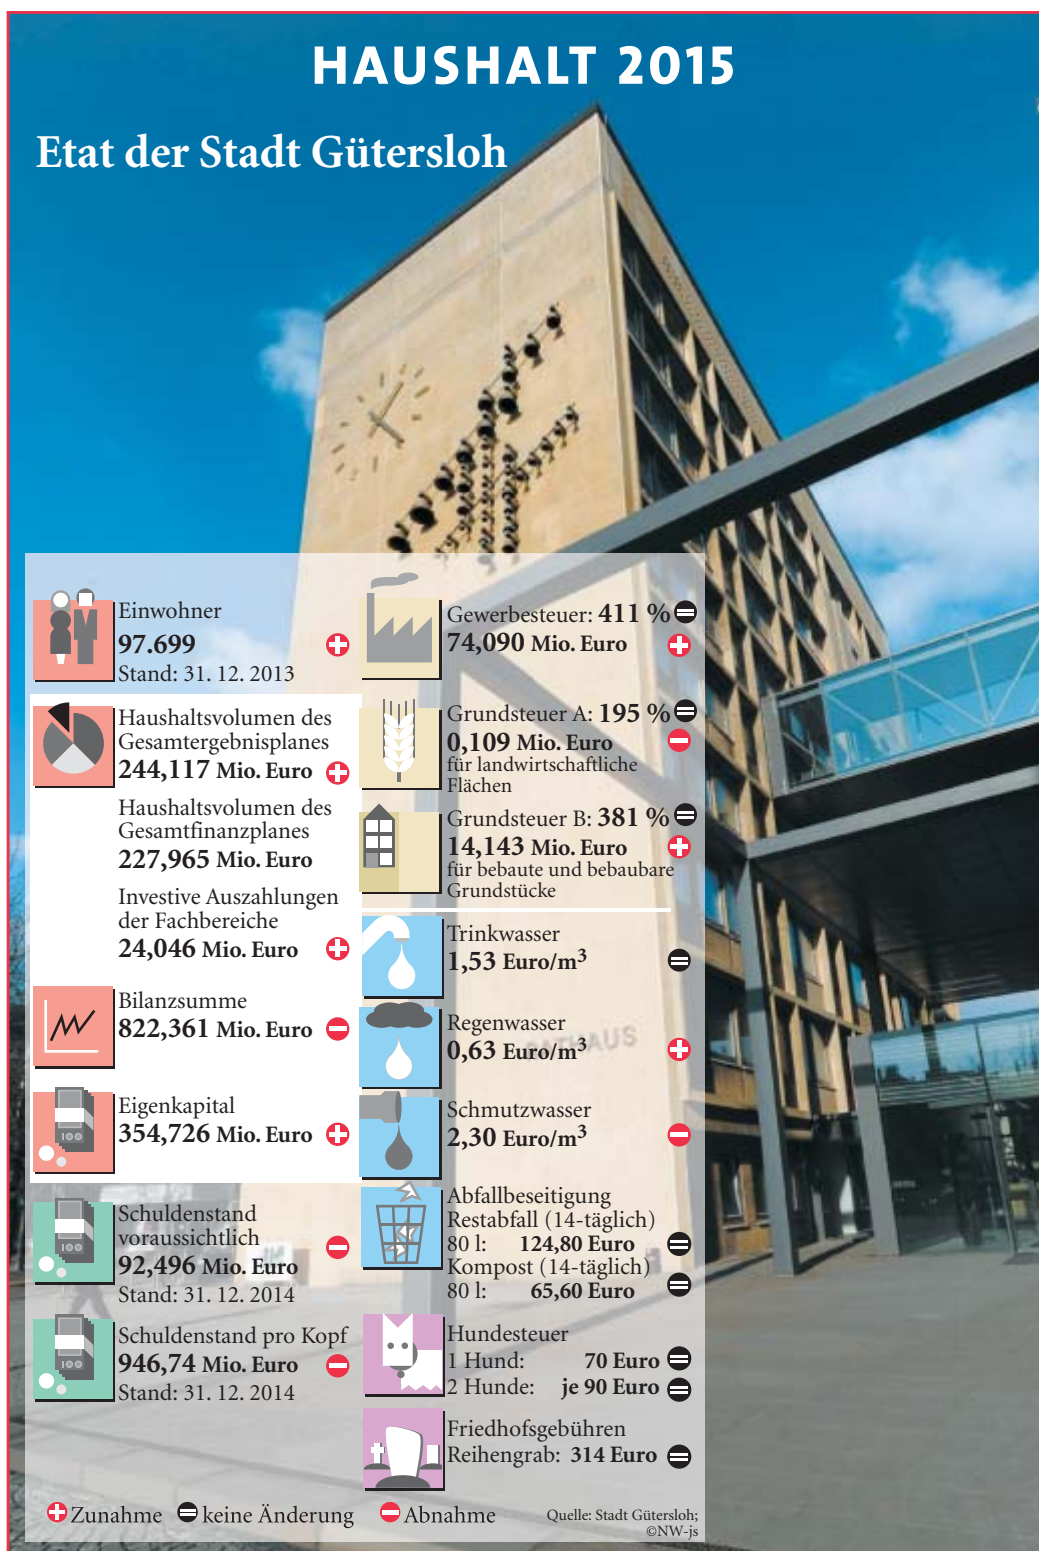 HAUSHALT 2015
Etat der Stadt Gütersloh
Einwohner
97.699
Stand: 31. 12. 2013
Haushaltsvolumen des
Gesamtergebnisplanes
244,117 Mio. Euro
Haushaltsvolumen des
Gesamtfinanzplanes
227,965 Mio. Euro
Investive Auszahlungen
der Fachbereiche
24,046 Mio. Euro
Bilanzsumme
822,361 Mio. Euro
Eigenkapital
354,726 Mio. Euro
Schuldenstand
voraussichtlich
92,496 Mio. Euro
Stand: 31. 12. 2014
Schuldenstand pro Kopf
946,74 Mio. Euro
Stand: 31. 12. 2014
Gewerbesteuer: 411 %
74,090 Mio. Euro
Grundsteuer A: 195 %
0,109 Mio. Euro
für landwirtschaftliche
Flächen
Grundsteuer B: 381 %
14,143 Mio. Euro
für bebaute und bebaubare
Grundstücke
Trinkwasser
1,53 Euro/m³
Regenwasser
0,63 Euro/m³
RATHAUS
Schmutzwasser
2,30 Euro/m³
Abfallbeseitigung
Restabfall (14-täglich)
80 l: 124,80 Euro
Kompost (14-täglich)
80 l: 65,60 Euro
Hundesteuer
1 Hund: 70 Euro
2 Hunde: je 90 Euro
Friedhofsgebühren
Reihengrab: 314 Euro
100
100
100
Zunahme keine Änderung Abnahme
Quelle: Stadt Gütersloh;
©NW-js